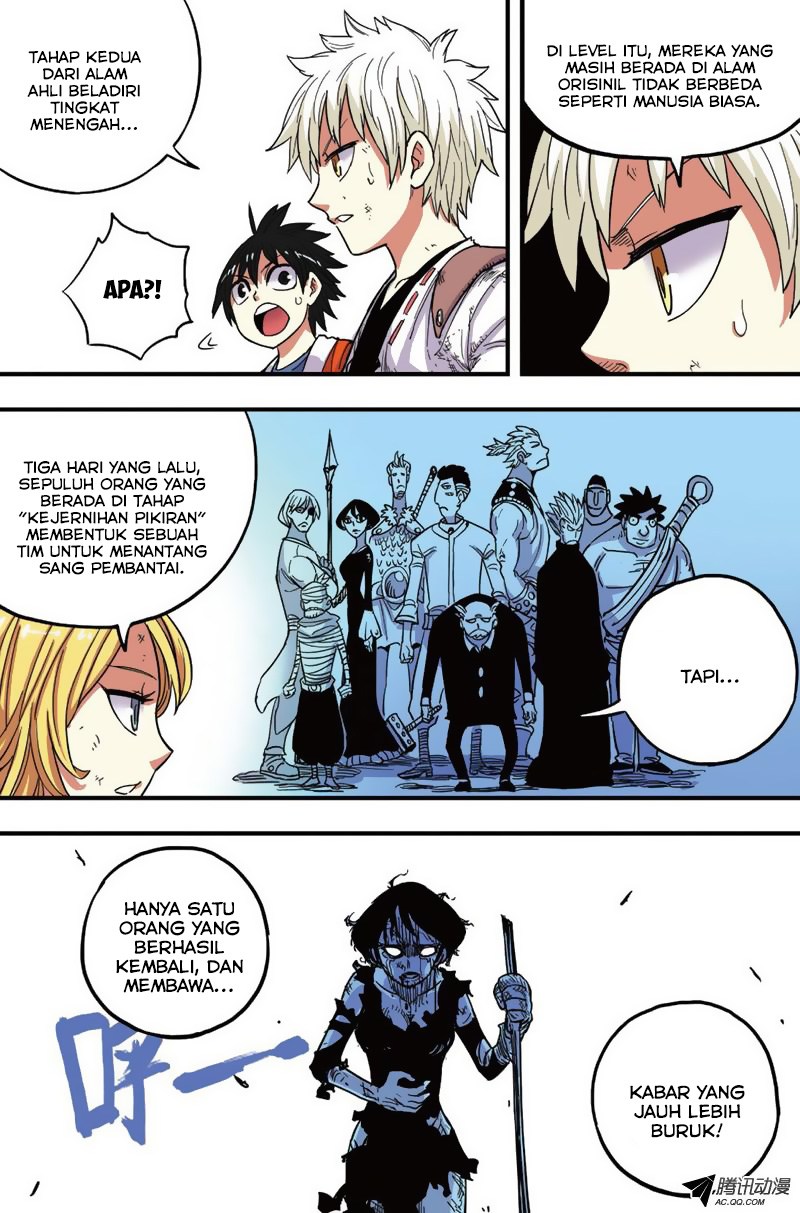 TAHAP KEDUA
DARI ALAM
AHLI BELADIRI
TINGKAT
MENENGAH...
APA?!
DI LEVEL ITU, MEREKA YANG
MASIH BERADA DI ALAM
ORISINIL TIDAK BERBEDA
SEPERTI MANUSIA BIASA.
TIGA HARI YANG LALU,
SEPULUH ORANG YANG
BERADA DI TAHAP
"KEJERNIHAN PIKIRAN"
MEMBENTUK SEBUAH
TIM UNTUK MENANTANG
SANG PEMBANTAI.
TAPI...
HANYA SATU
ORANG YANG
BERHASIL
KEMBALI, DAN
MEMBAWA...
呼一
KABAR YANG
JAUH LEBIH
BURUK!
腾讯动漫
AC.QQ.COM